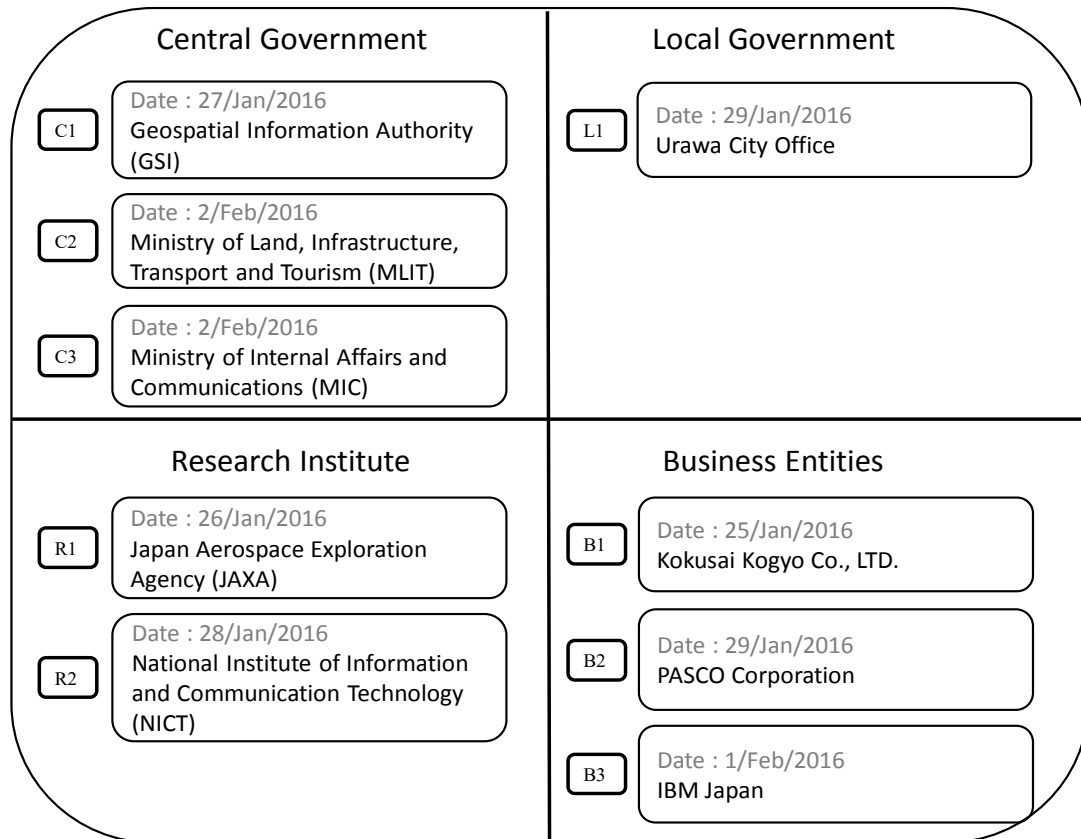 Central Government
C1
Date : 27/Jan/2016
Geospatial Information Authority
(GSI)
C2
Date : 2/Feb/2016
Ministry of Land, Infrastructure,
Transport and Tourism (MLIT)
C3
Date : 2/Feb/2016
Ministry of Internal Affairs and
Communications (MIC)
Local Government
L1
Date : 29/Jan/2016
Urawa City Office
Research Institute
R1
Date : 26/Jan/2016
Japan Aerospace Exploration
Agency (JAXA)
R2
Date : 28/Jan/2016
National Institute of Information
and Communication Technology
(NICT)
Business Entities
B1
Date : 25/Jan/2016
Kokusai Kogyo Co., LTD.
B2
Date : 29/Jan/2016
PASCO Corporation
B3
Date : 1/Feb/2016
IBM Japan